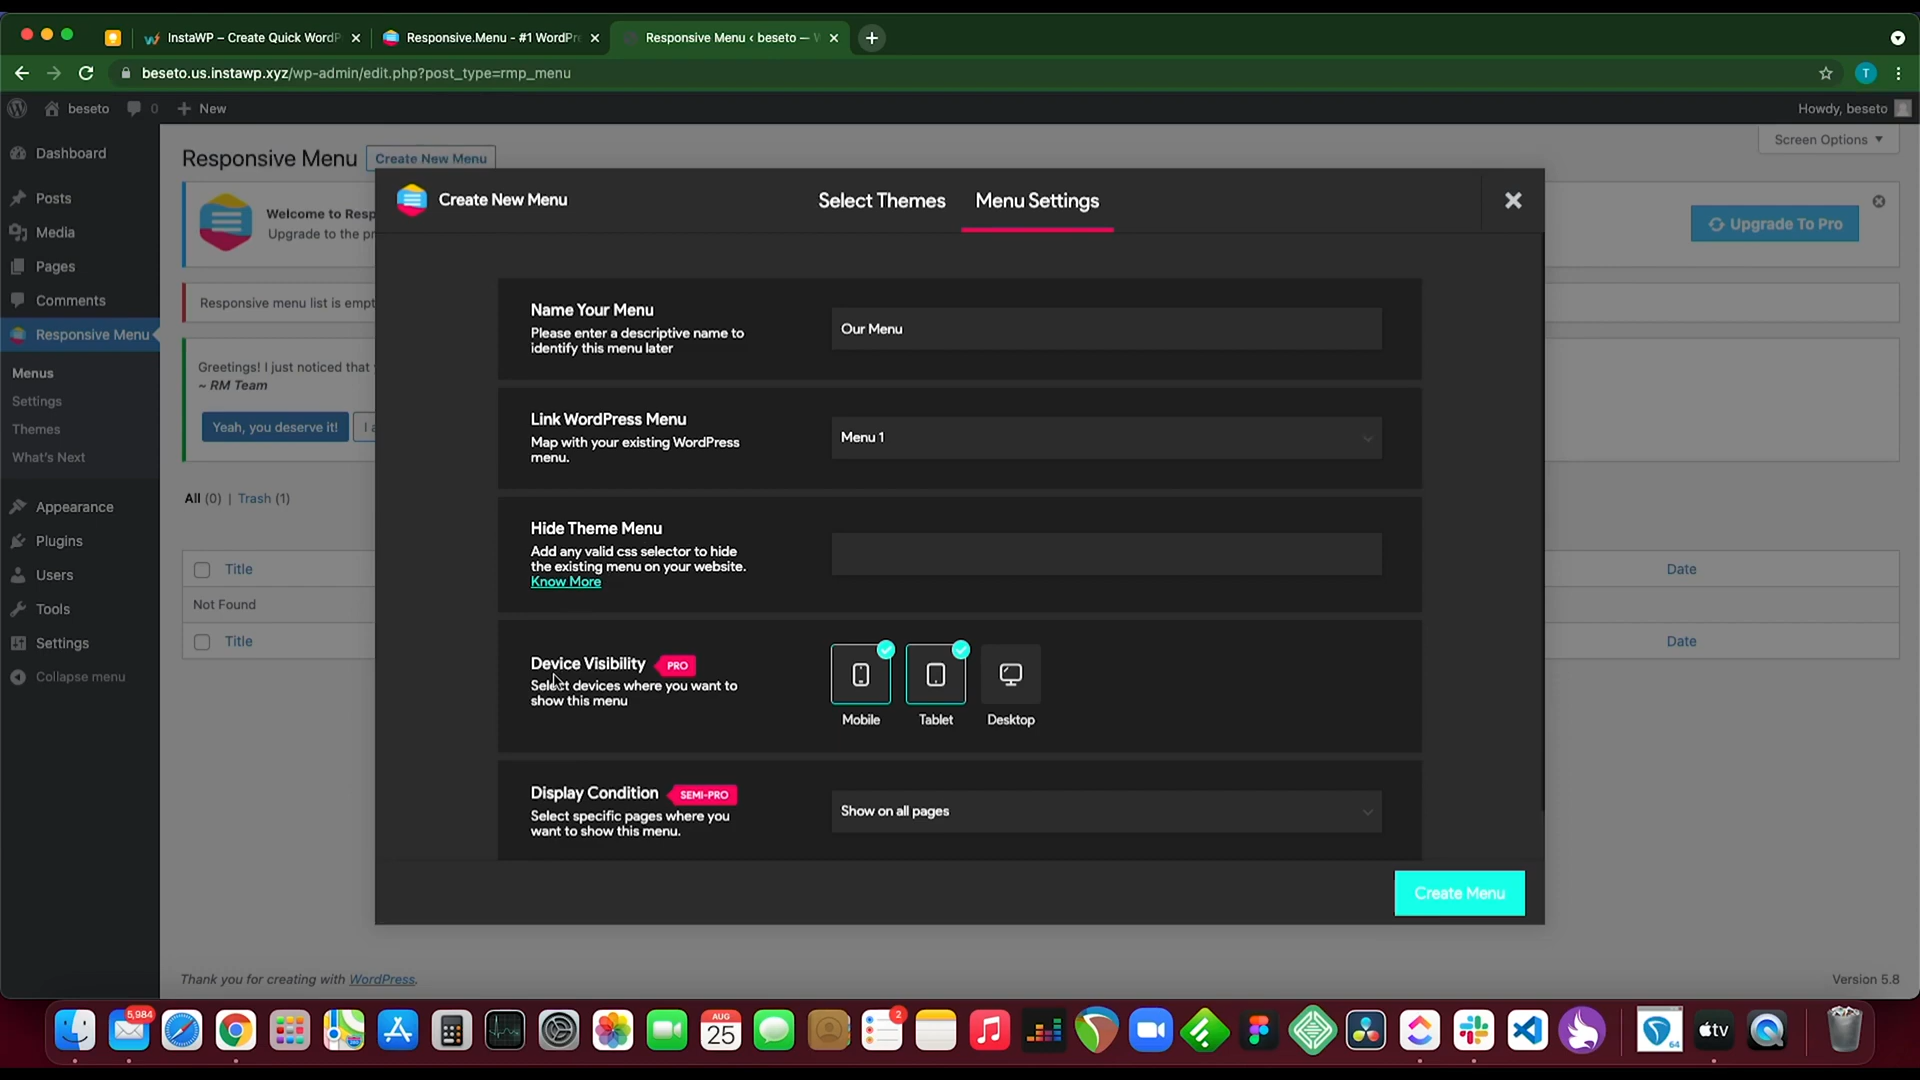 InstaWP – Create Quick WordP
Responsive.Menu - #1 WordPr
Responsive Menu ‹ beseto —
beseto.us.instawp.xyz/wp-admin/edit.php?post_type=rmp_menu
T
beseto
0
New
Howdy, beseto
Screen Options
Dashboard
Posts
Media
Pages
Comments
Responsive Menu
Menus
Settings
Themes
What's Next
Appearance
Plugins
Users
Tools
Settings
Collapse menu
Responsive Menu
Create New Menu
Welcome to Resp
Upgrade to the pr
Upgrade To Pro
Responsive menu list is empt
Greetings! I just noticed that
~ RM Team
Yeah, you deserve it!
All (0) | Trash (1)
Title
Date
Not Found
Title
Date
Create New Menu
Select Themes
Menu Settings
Name Your Menu
Please enter a descriptive name to
identify this menu later
Our Menu
Link WordPress Menu
Map with your existing WordPress
menu.
Menu 1
Hide Theme Menu
Add any valid css selector to hide
the existing menu on your website.
Know More
Device Visibility
PRO
Select devices where you want to
show this menu
Mobile
Tablet
Desktop
Display Condition
SEMI-PRO
Select specific pages where you
want to show this menu.
Show on all pages
Create Menu
Thank you for creating with WordPress.
Version 5.8
5,984
AUG
25
2
64
tv